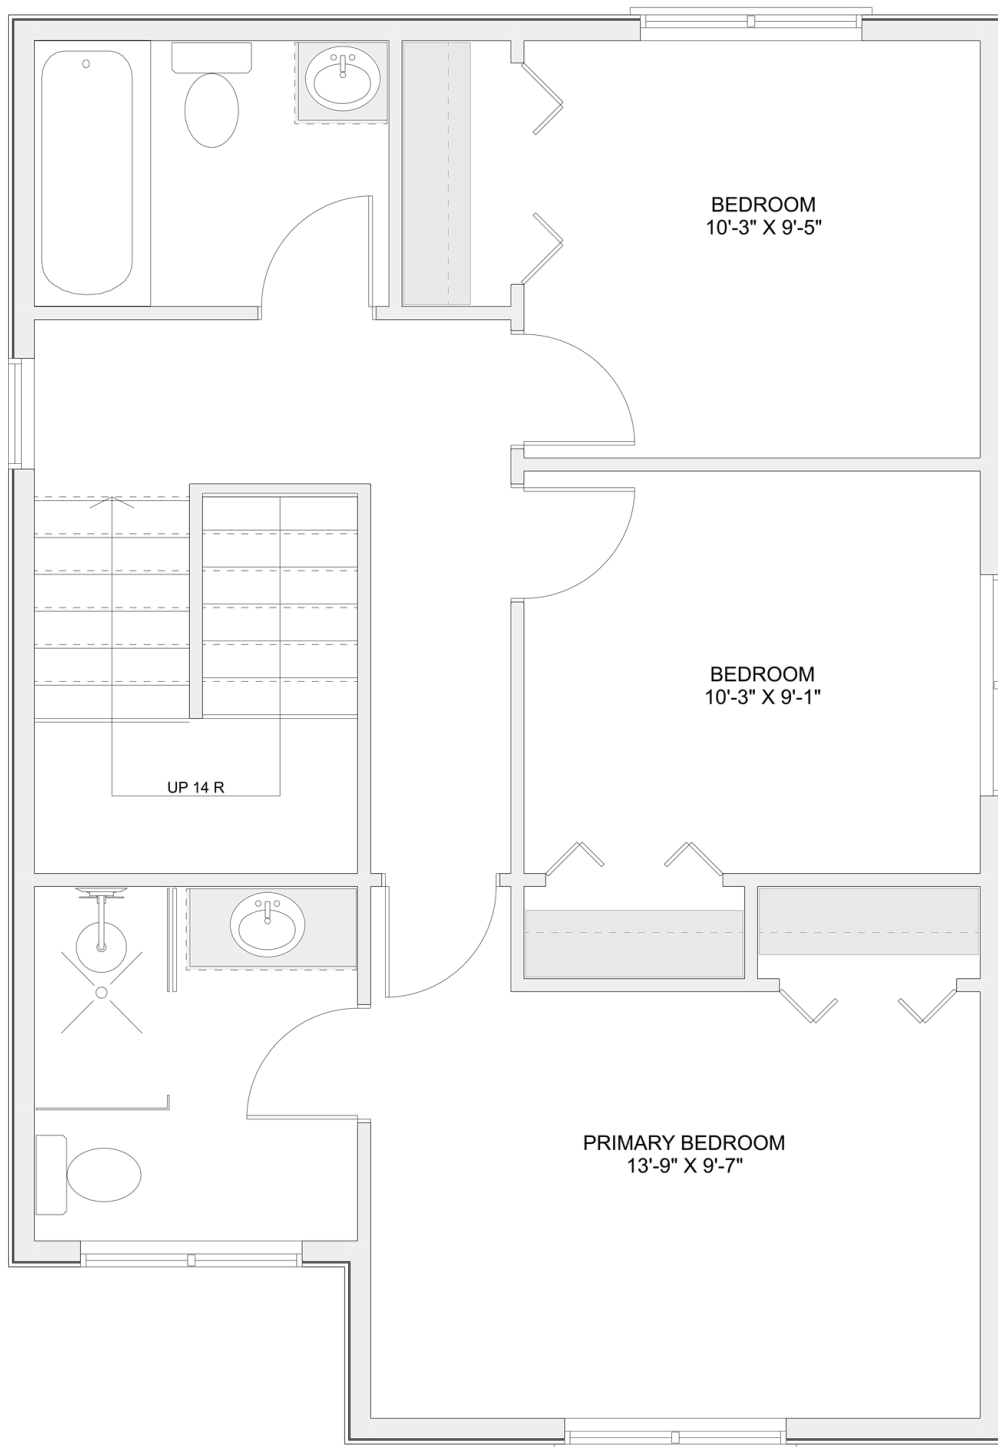 BEDROOM
10'-3" X 9'-5"
BEDROOM
10'-3" X 9'-1"
UP 14 R
PRIMARY BEDROOM
13'-9" X 9'-7"